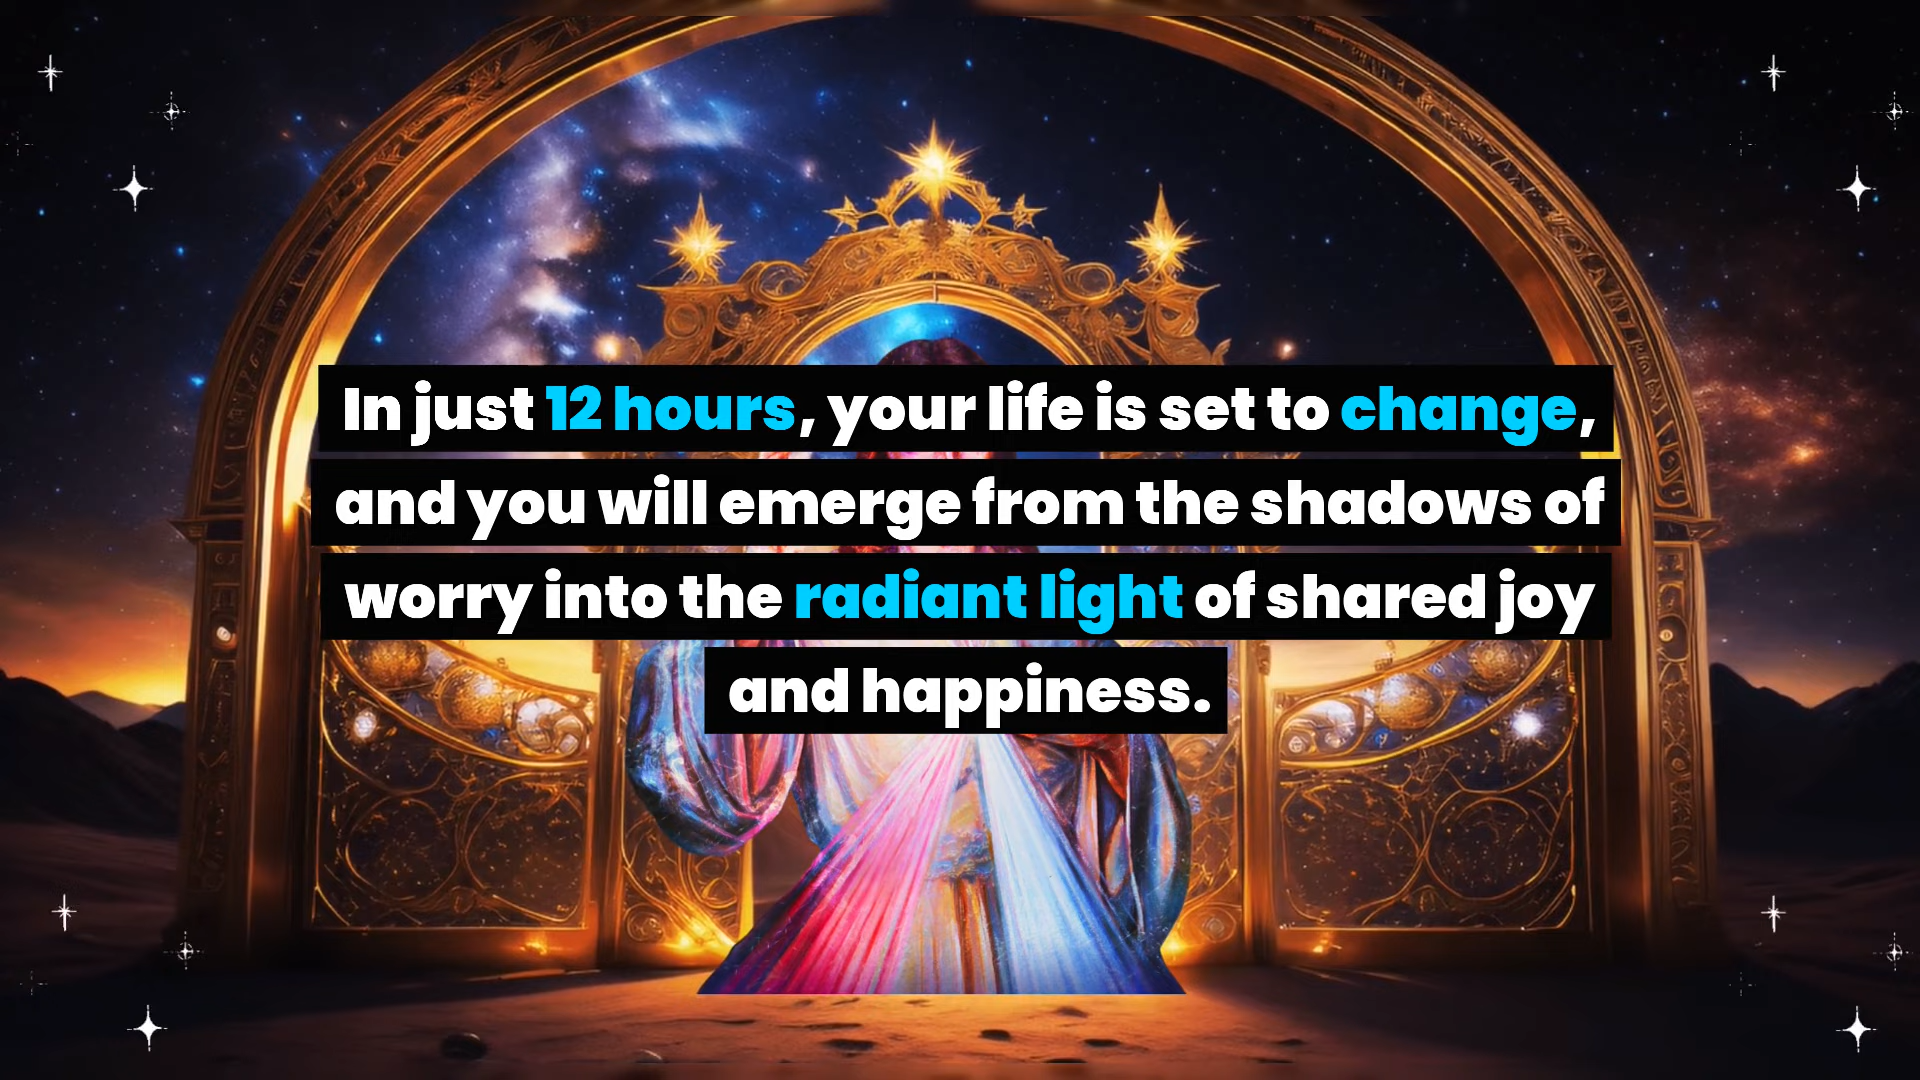 In just 12 hours, your life is set to change,
and you will emerge from the shadows of
worry into the radiant light of shared joy
and happiness.